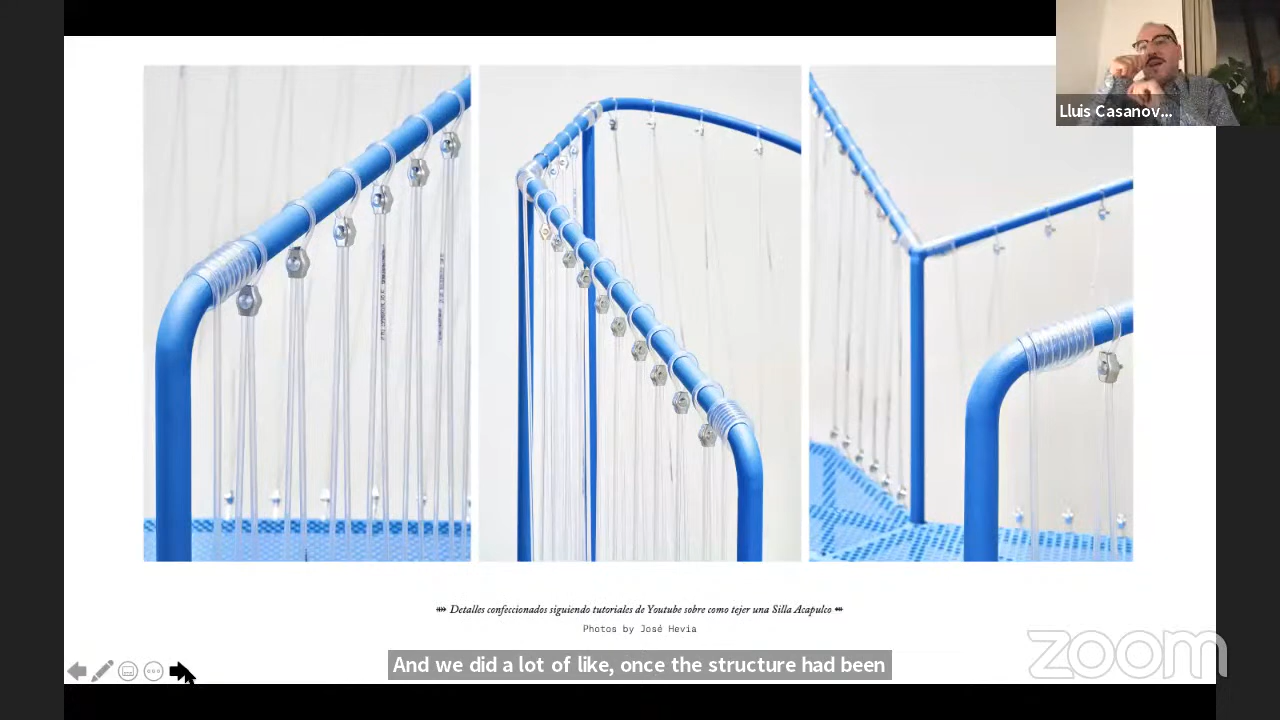 Lluis Casanov...
⇻ Detalles confeccionados siguiendo tutoriales de Youtube sobre como tejer una Silla Acapulco ⇺
Photos by José Hevia
And we did a lot of like, once the structure had been
zoom